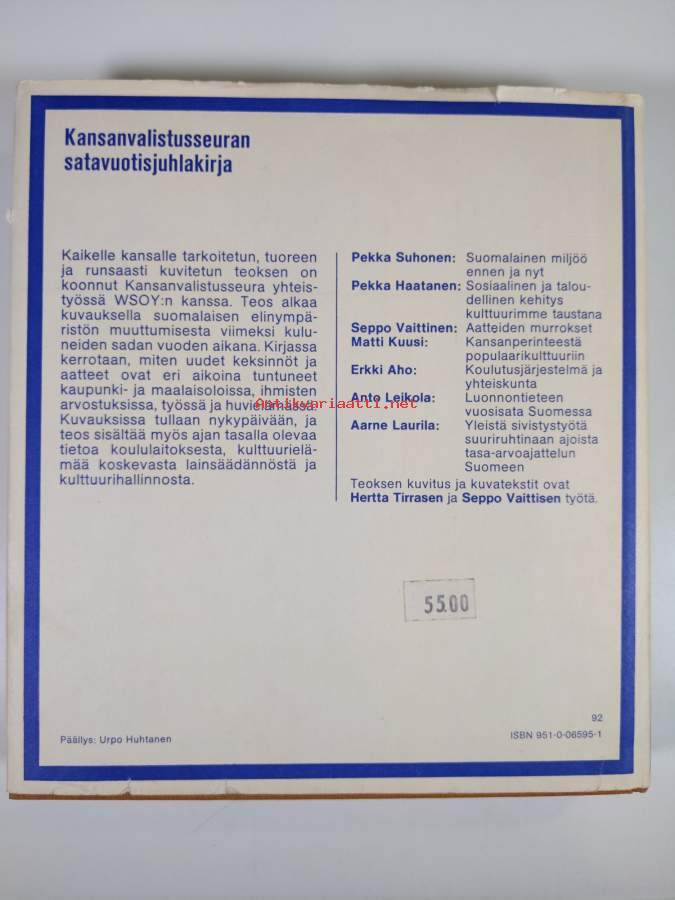 Kansanvalistusseuran
satavuotisjuhlakirja
Kaikelle kansalle tarkoitetun, tuoreen
ja runsaasti kuvitetun teoksen on
koonnut Kansanvalistusseura yhteis-
työssä WSOY:n kanssa. Teos alkaa
kuvauksella suomalaisen elinympä-
ristön muuttumisesta viimeksi kulu-
neiden sadan vuoden aikana. Kirjassa
kerrotaan, miten uudet keksinnöt ja
aatteet ovat eri aikoina tuntuneet
kaupunki- ja maalaisoloissa, ihmisten
arvostuksissa, työssä ja huvielämässä.
Kuvauksissa tullaan nykypäivään, ja
teos sisältää myös ajan tasalla olevaa
tietoa koululaitoksesta, kulttuurielä-
mää koskevasta lainsäädännöstä ja
kulttuurihallinnosta.
Pekka Suhonen: Suomalainen miljöö
ennen ja nyt
Pekka Haatanen: Sosiaalinen ja talou-
dellinen kehitys
kulttuurimme taustana
Seppo Vaittinen: Aatteiden murrokset
Matti Kuusi: Kansanperinteestä
populaarikulttuuriin
Erkki Aho: Koulutusjärjestelmä ja
yhteiskunta
Anto Leikola: Luonnontieteen
vuosisata Suomessa
Aarne Laurila: Yleistä sivistystyötä
suuriruhtinaan ajoista
tasa-arvoajattelun
Suomeen
Teoksen kuvitus ja kuvatekstit ovat
Hertta Tirrasen ja Seppo Vaittisen työtä.
Antikvariaatti.net
55.00
92
Päällys: Urpo Huhtanen
ISBN 951-0-06595-1